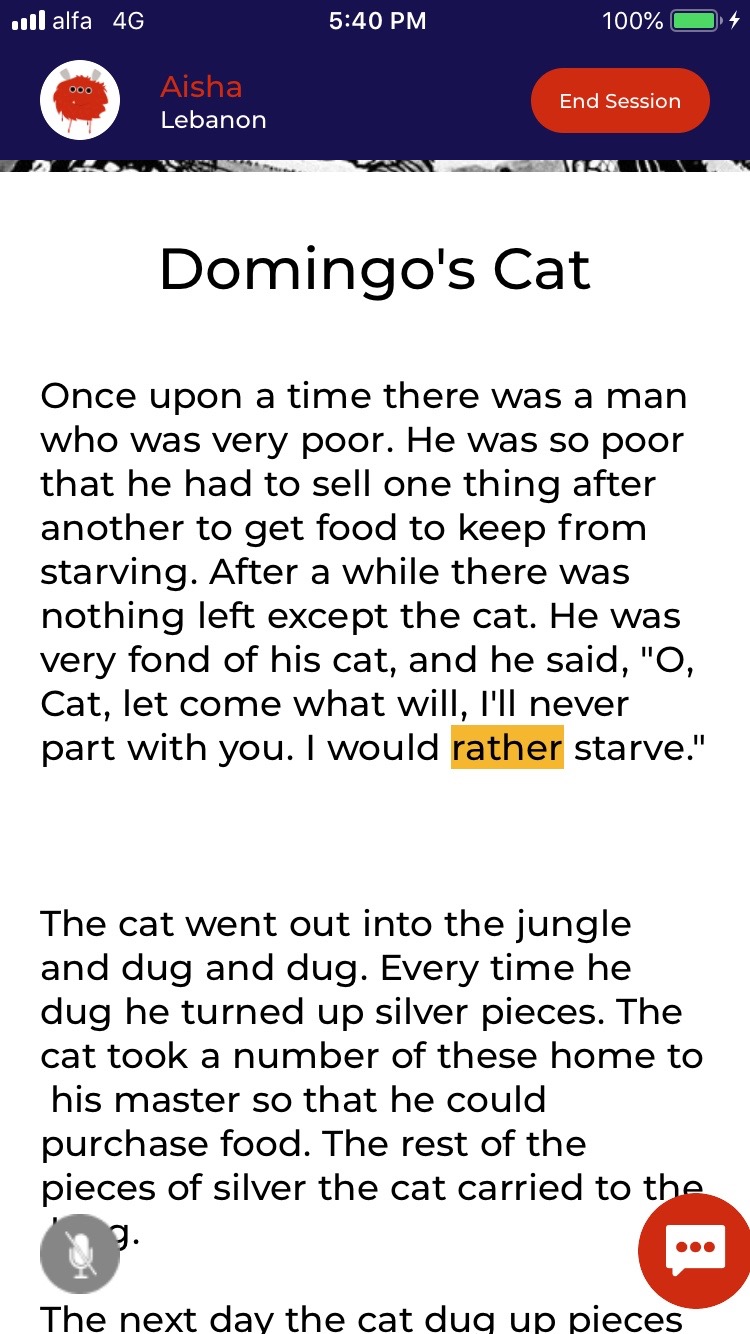 alfa 4G 5:40 PM 100%
Aisha
Lebanon
End Session
Domingo's Cat
Once upon a time there was a man
who was very poor. He was so poor
that he had to sell one thing after
another to get food to keep from
starving. After a while there was
nothing left except the cat. He was
very fond of his cat, and he said, "O,
Cat, let come what will, I'll never
part with you. I would rather starve."
The cat went out into the jungle
and dug and dug. Every time he
dug he turned up silver pieces. The
cat took a number of these home to
his master so that he could
purchase food. The rest of the
pieces of silver the cat carried to the
The next day the cat dug up pieces